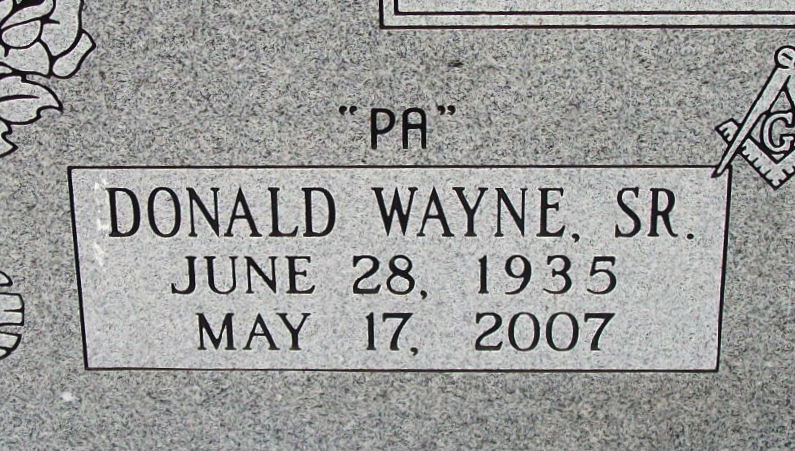 "PA"
G
DONALD WAYNE, SR.
JUNE 28, 1935
MAY 17, 2007